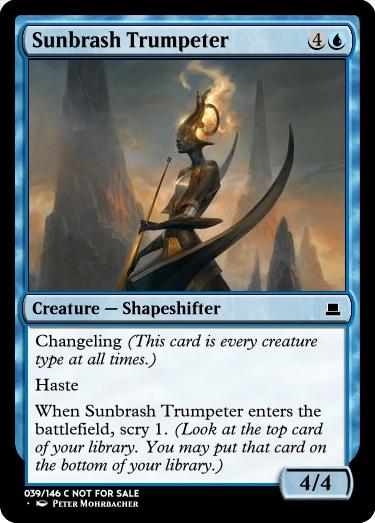 Sunbrash Trumpeter 4
Creature — Shapeshifter
Changeling (This card is every creature
type at all times.)
Haste
When Sunbrash Trumpeter enters the
battlefield, scry 1. (Look at the top card
of your library. You may put that card on
the bottom of your library.)
4/4
039/146 C NOT FOR SALE
· Peter Mohrbacher